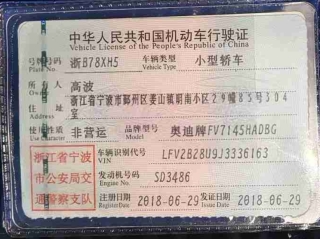 中华人民共和国机动车行驶证
Vehicle License of the People's Republic of China
号牌号码 浙B78XH5 车辆类型 小型轿车
Plate No. Vehicle Type
所有人 高波
Owner
住址 浙江省宁波市鄞州区姜山镇明南小区29幢85号304室
使用性质 非营运 品牌型号 奥迪牌FV7145HADBG
Model
浙江省宁波市公安局交通警察支队
车辆识别代号 LFV2B28U9J3336163
VIN
发动机号码 SD3486
Engine No.
注册日期 2018-06-29 发证日期 2018-06-29
Register Date Issue Date